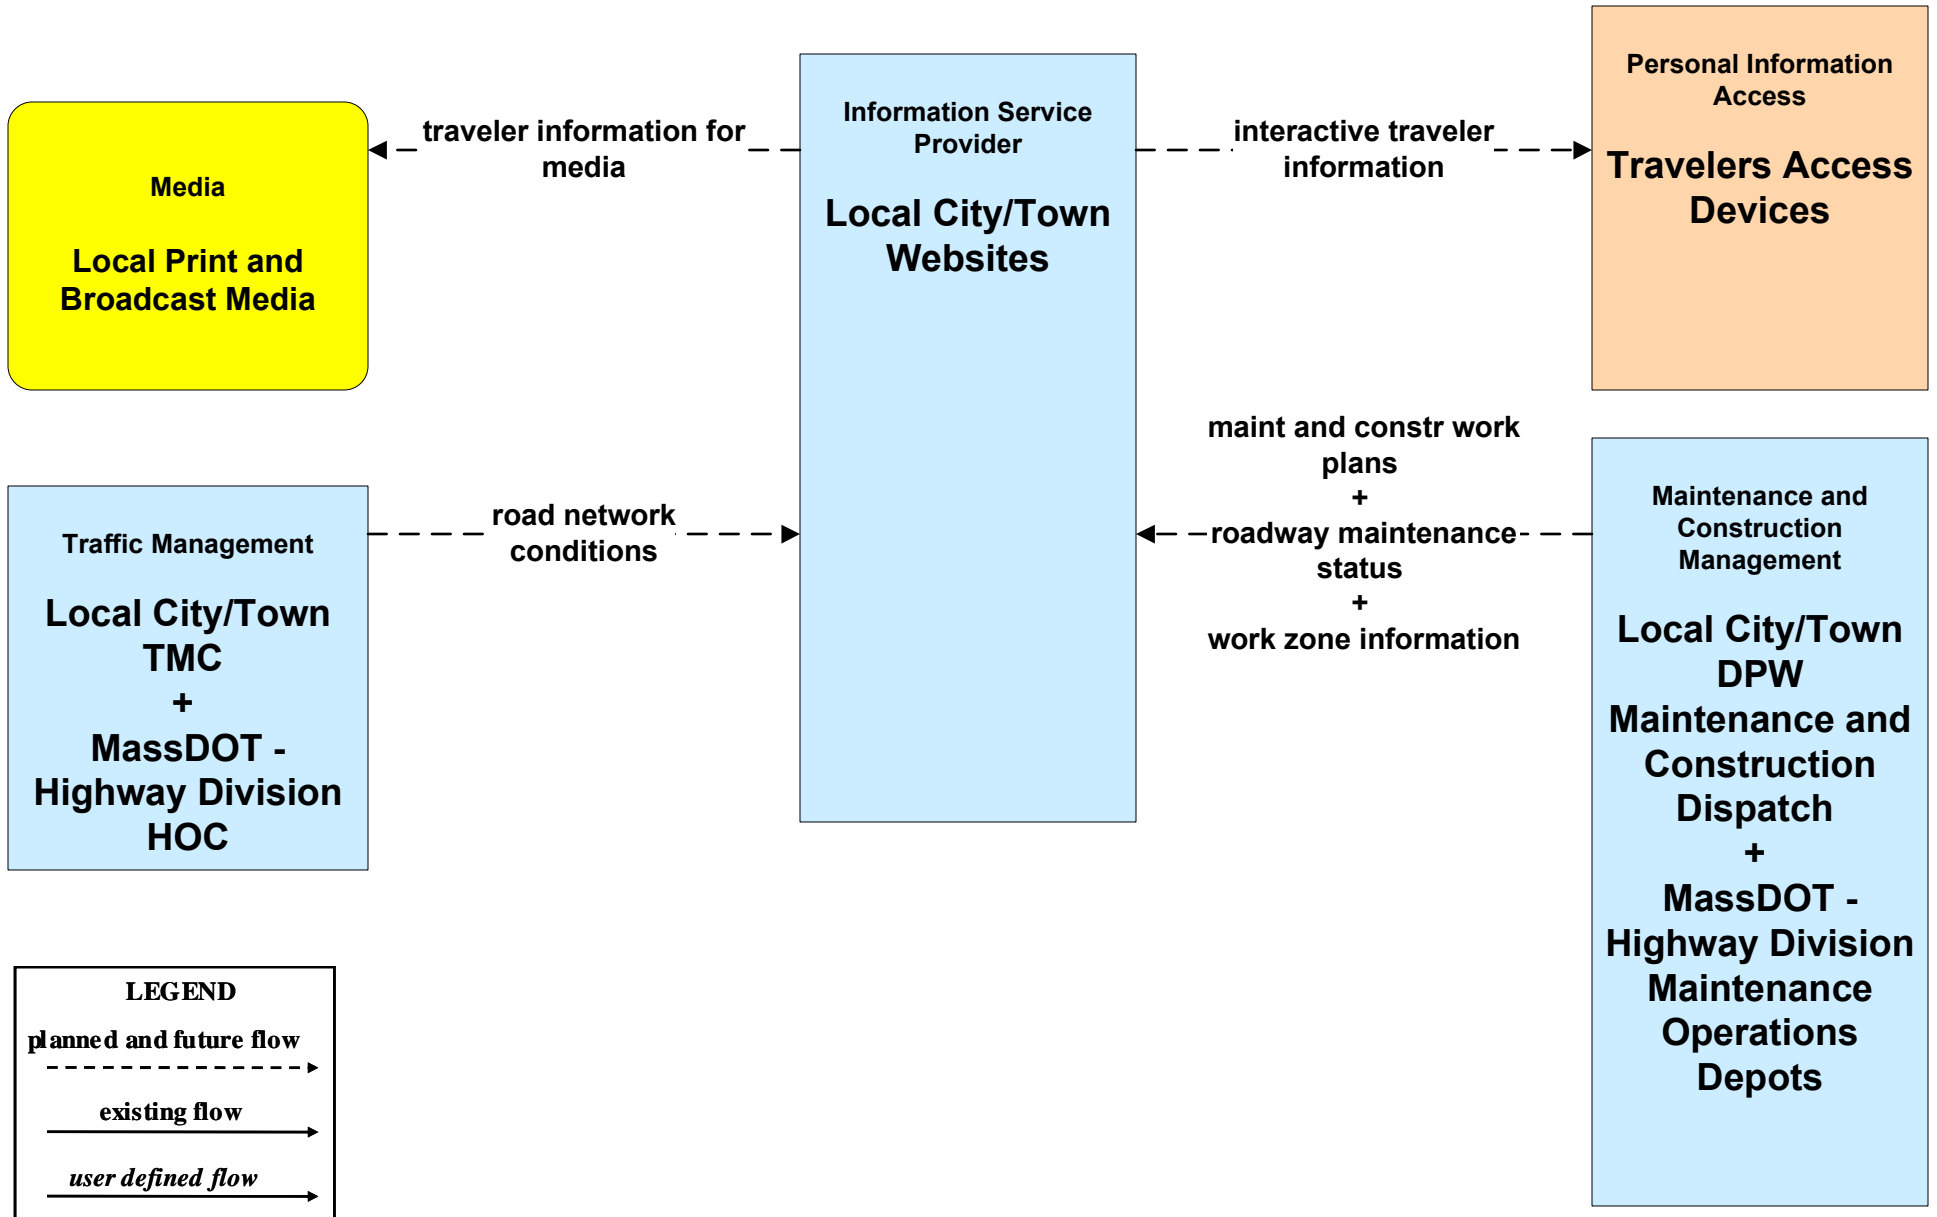 Media
Local Print and
Broadcast Media
traveler information for
media
Information Service
Provider
Local City/Town
Websites
interactive traveler
information
Personal Information
Access
Travelers Access
Devices
Traffic Management
Local City/Town
TMC
+
MassDOT -
Highway Division
HOC
road network
conditions
maint and constr work
plans
+
roadway maintenance
status
+
work zone information
Maintenance and
Construction
Management
Local City/Town
DPW
Maintenance and
Construction
Dispatch
+
MassDOT -
Highway Division
Maintenance
Operations
Depots
LEGEND
planned and future flow
existing flow
user defined flow